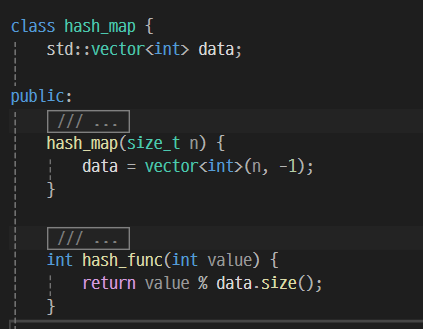 class hash_map {
std::vector<int> data;
public:
/// ...
hash_map(size_t n) {
data = vector<int>(n, -1);
}
/// ...
int hash_func(int value) {
return value % data.size();
}